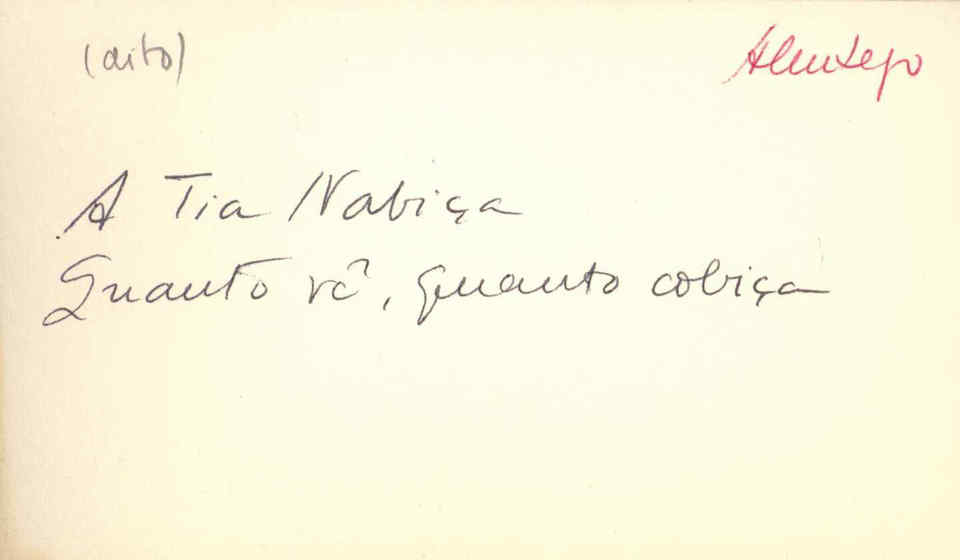 (dito)
Alentejo
A Tia Nabiça
Quanto vê, quanto cobiça